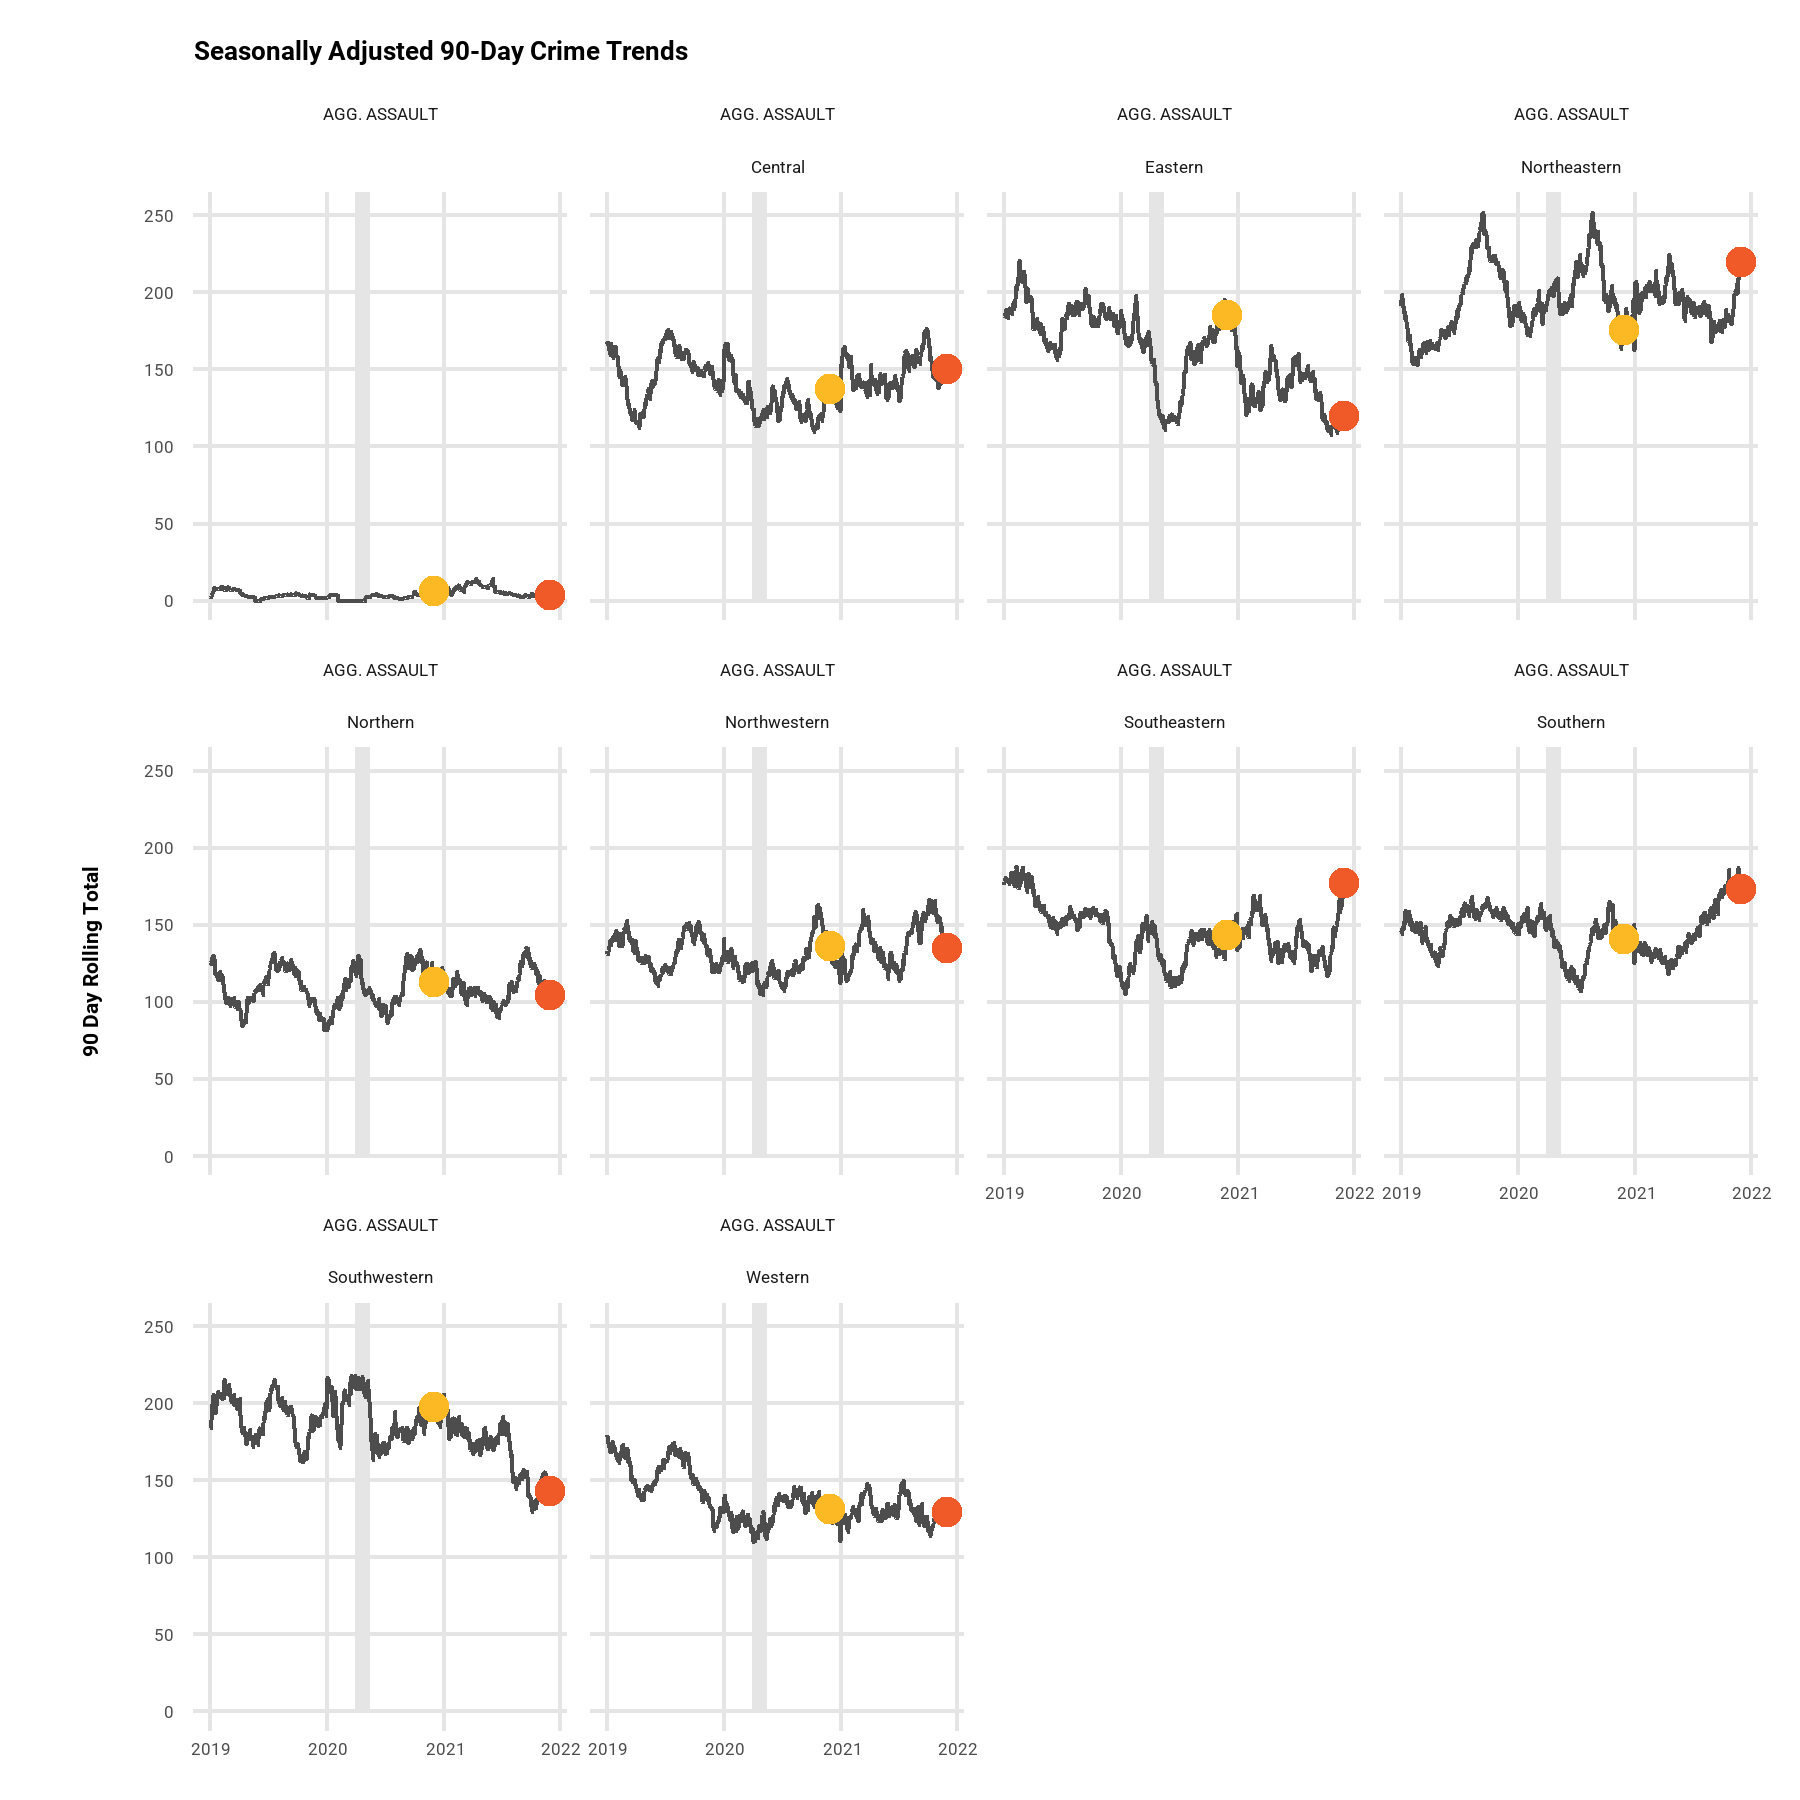 Seasonally Adjusted 90-Day Crime Trends
AGG. ASSAULT AGG. ASSAULT AGG. ASSAULT AGG. ASSAULT
Central Eastern Northeastern
250
200
150
100
50
0
AGG. ASSAULT AGG. ASSAULT AGG. ASSAULT AGG. ASSAULT
Northern Northwestern Southeastern Southern
250
200
150
100
50
0
2019 2020 2021 2022 2019 2020 2021 2022
90 Day Rolling Total
AGG. ASSAULT AGG. ASSAULT
Southwestern Western
250
200
150
100
50
0
2019 2020 2021 2022 2019 2020 2021 2022